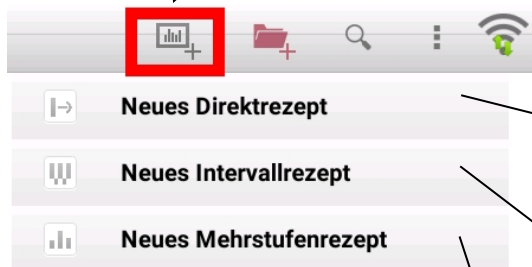 Neues Direktrezept
Neues Intervallrezept
Neues Mehrstufenrezept